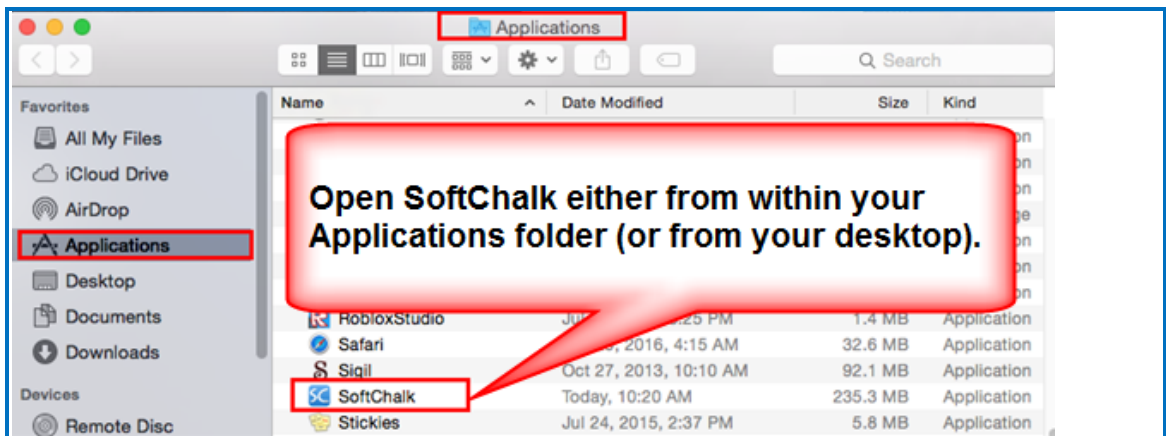 Applications
Search
Favorites
Name Date Modified Size Kind
All My Files
iCloud Drive
AirDrop
Applications
Desktop
Documents
Downloads
Devices
Remote Disc
Open SoftChalk either from within your
Applications folder (or from your desktop).
RobloxStudio PM 1.4 MB Application
Safari 2016, 4:15 AM 32.6 MB Application
Sigil Oct 27, 2013, 10:10 AM 92.1 MB Application
SoftChalk Today, 10:20 AM 235.3 MB Application
Stickies Jul 24, 2015, 2:37 PM 5.8 MB Application